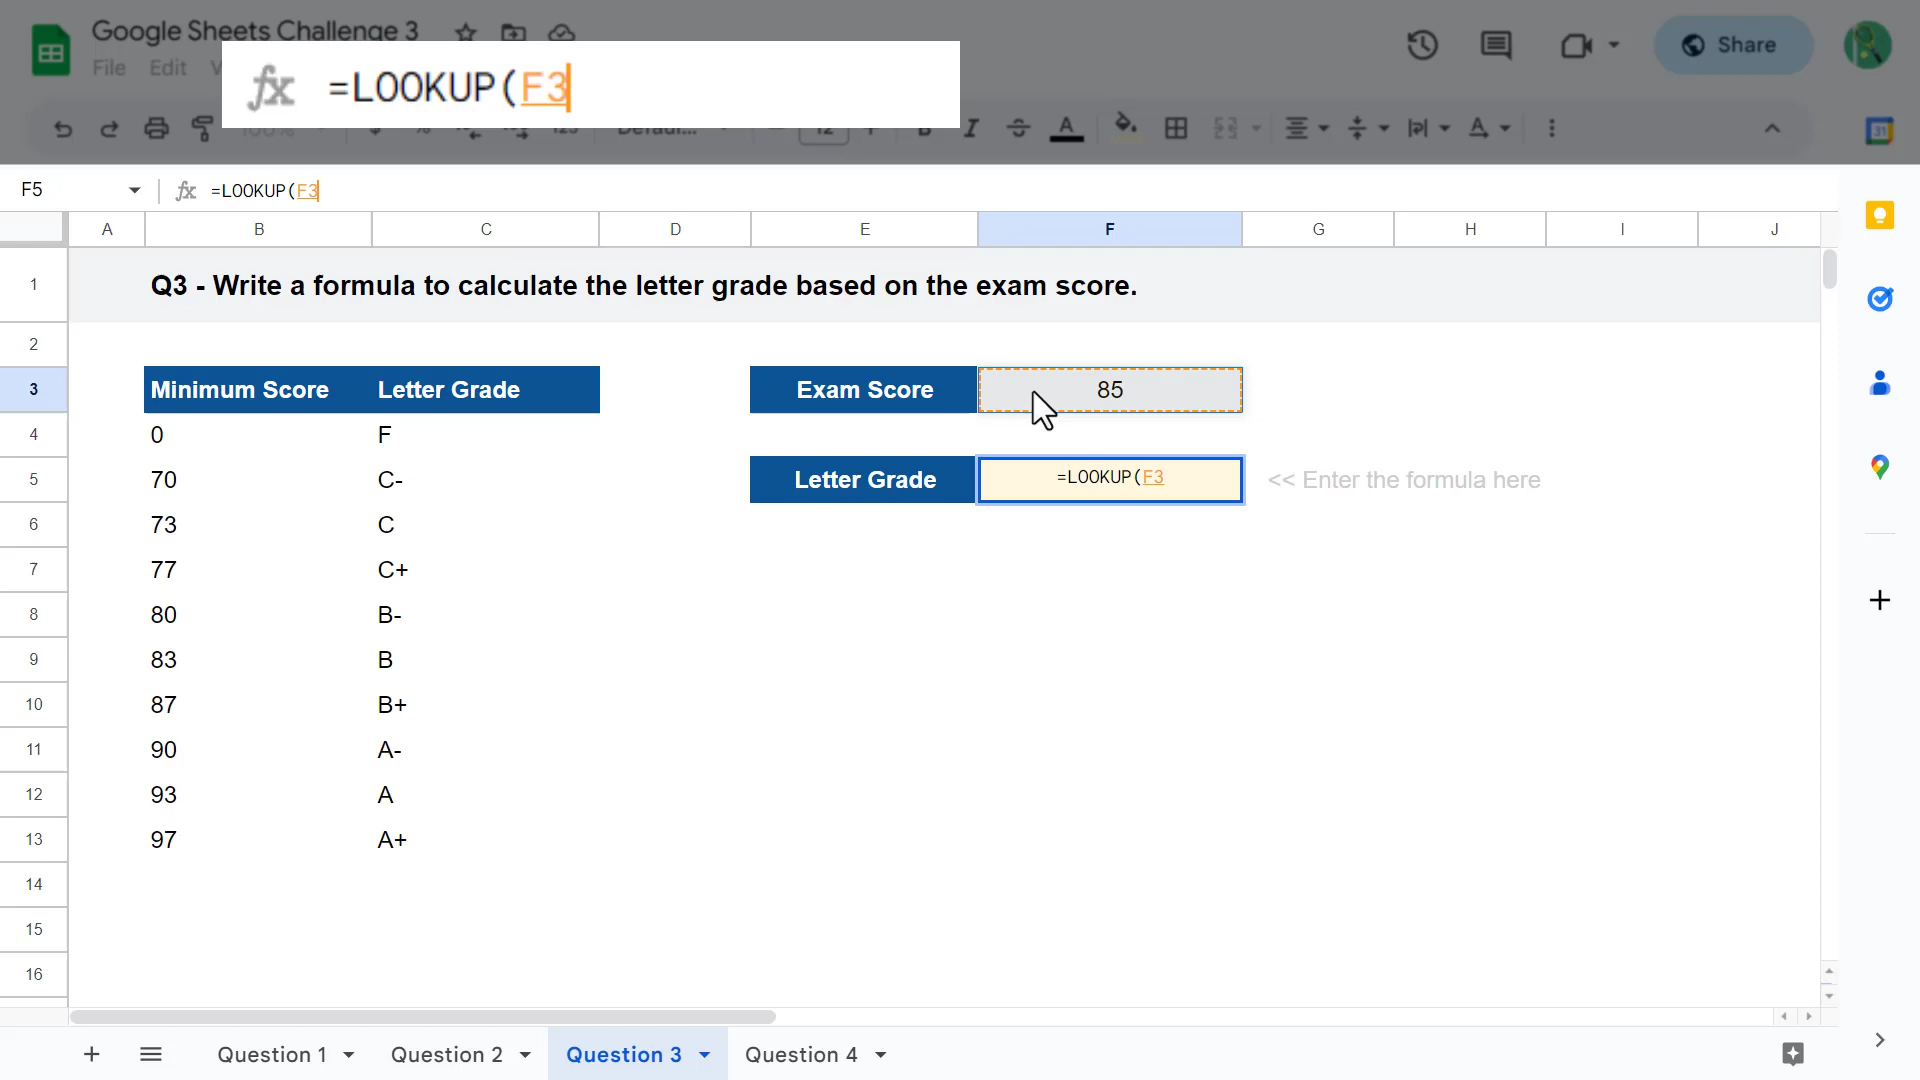 Google Sheets Challenge 3
File Edit
fx =LOOKUP(F3
Share
31
F5 fx =LOOKUP(F3
A B C D E F G H I J
1 Q3 - Write a formula to calculate the letter grade based on the exam score.
2
3 Minimum Score Letter Grade Exam Score 85
4 0 F
5 70 C- Letter Grade =LOOKUP(F3 << Enter the formula here
6 73 C
7 77 C+
8 80 B-
9 83 B
10 87 B+
11 90 A-
12 93 A
13 97 A+
14
15
16
Question 1 Question 2 Question 3 Question 4